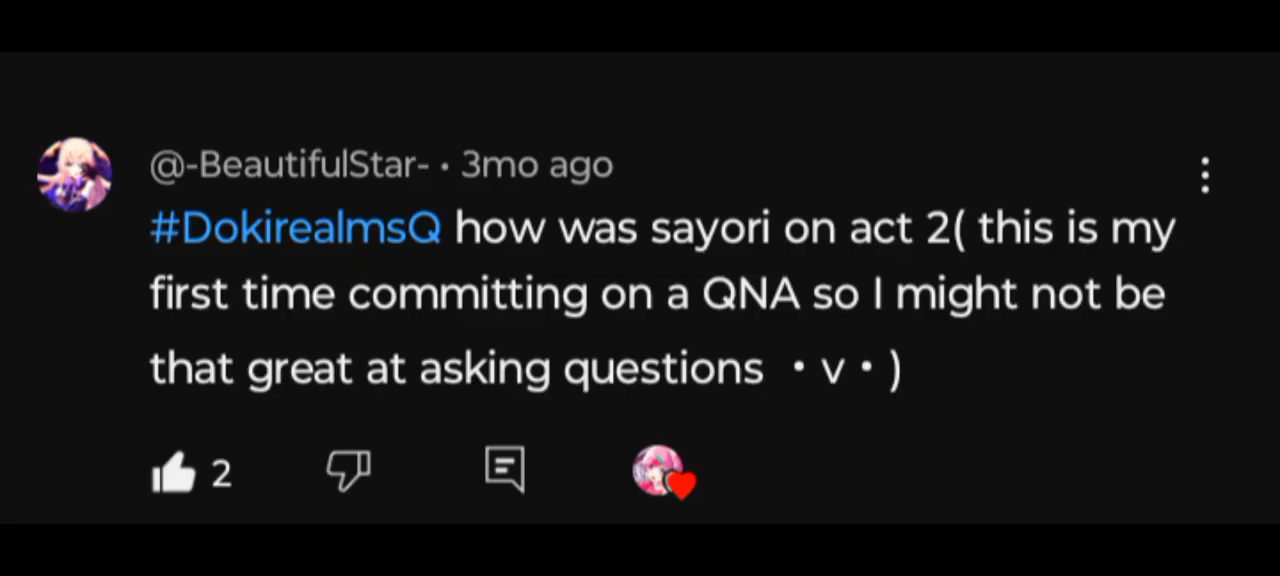 @-BeautifulStar- • 3mo ago
#DokirealmsQ how was sayori on act 2( this is my
first time committing on a QNA so I might not be
that great at asking questions ・v・)
2